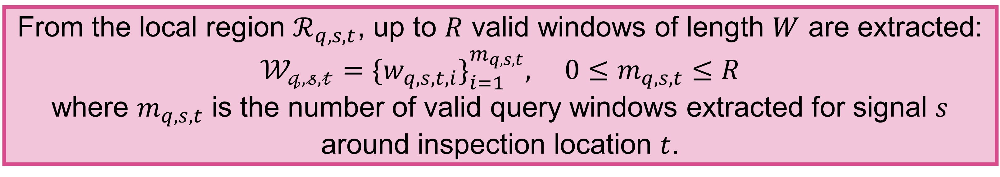 From the local region ℛ_{q,s,t}, up to R valid windows of length W are extracted:
𝒲_{𝓆,𝓈,𝓉} = {w_{q,s,t,i}}_{i=1}^{m_{q,s,t}}, 0 ≤ m_{q,s,t} ≤ R
where m_{q,s,t} is the number of valid query windows extracted for signal s
around inspection location t.